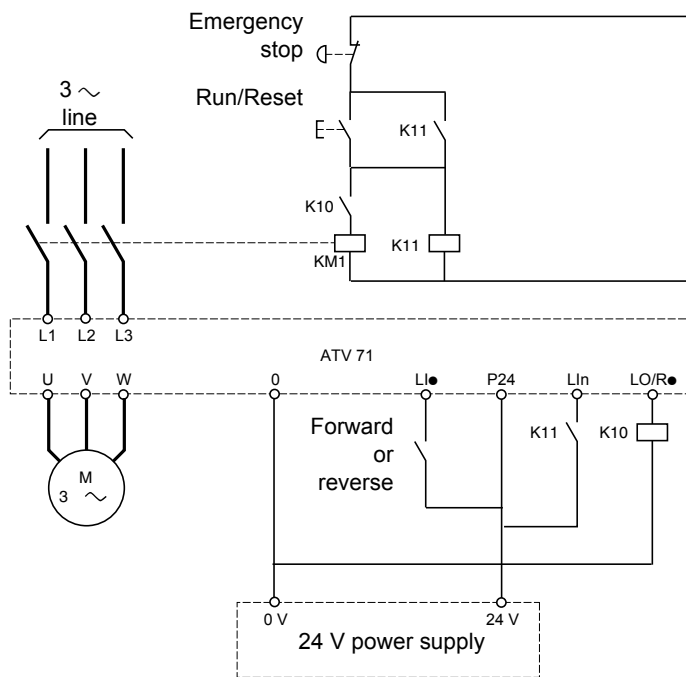 Emergency
stop
3 ∼
line
Run/Reset
K11
K10
KM1
K11
L1 L2 L3
ATV 71
U V W 0 LI● P24 LIn LO/R●
Forward
or
reverse
K11
K10
M
3 ∼
0 V 24 V
24 V power supply